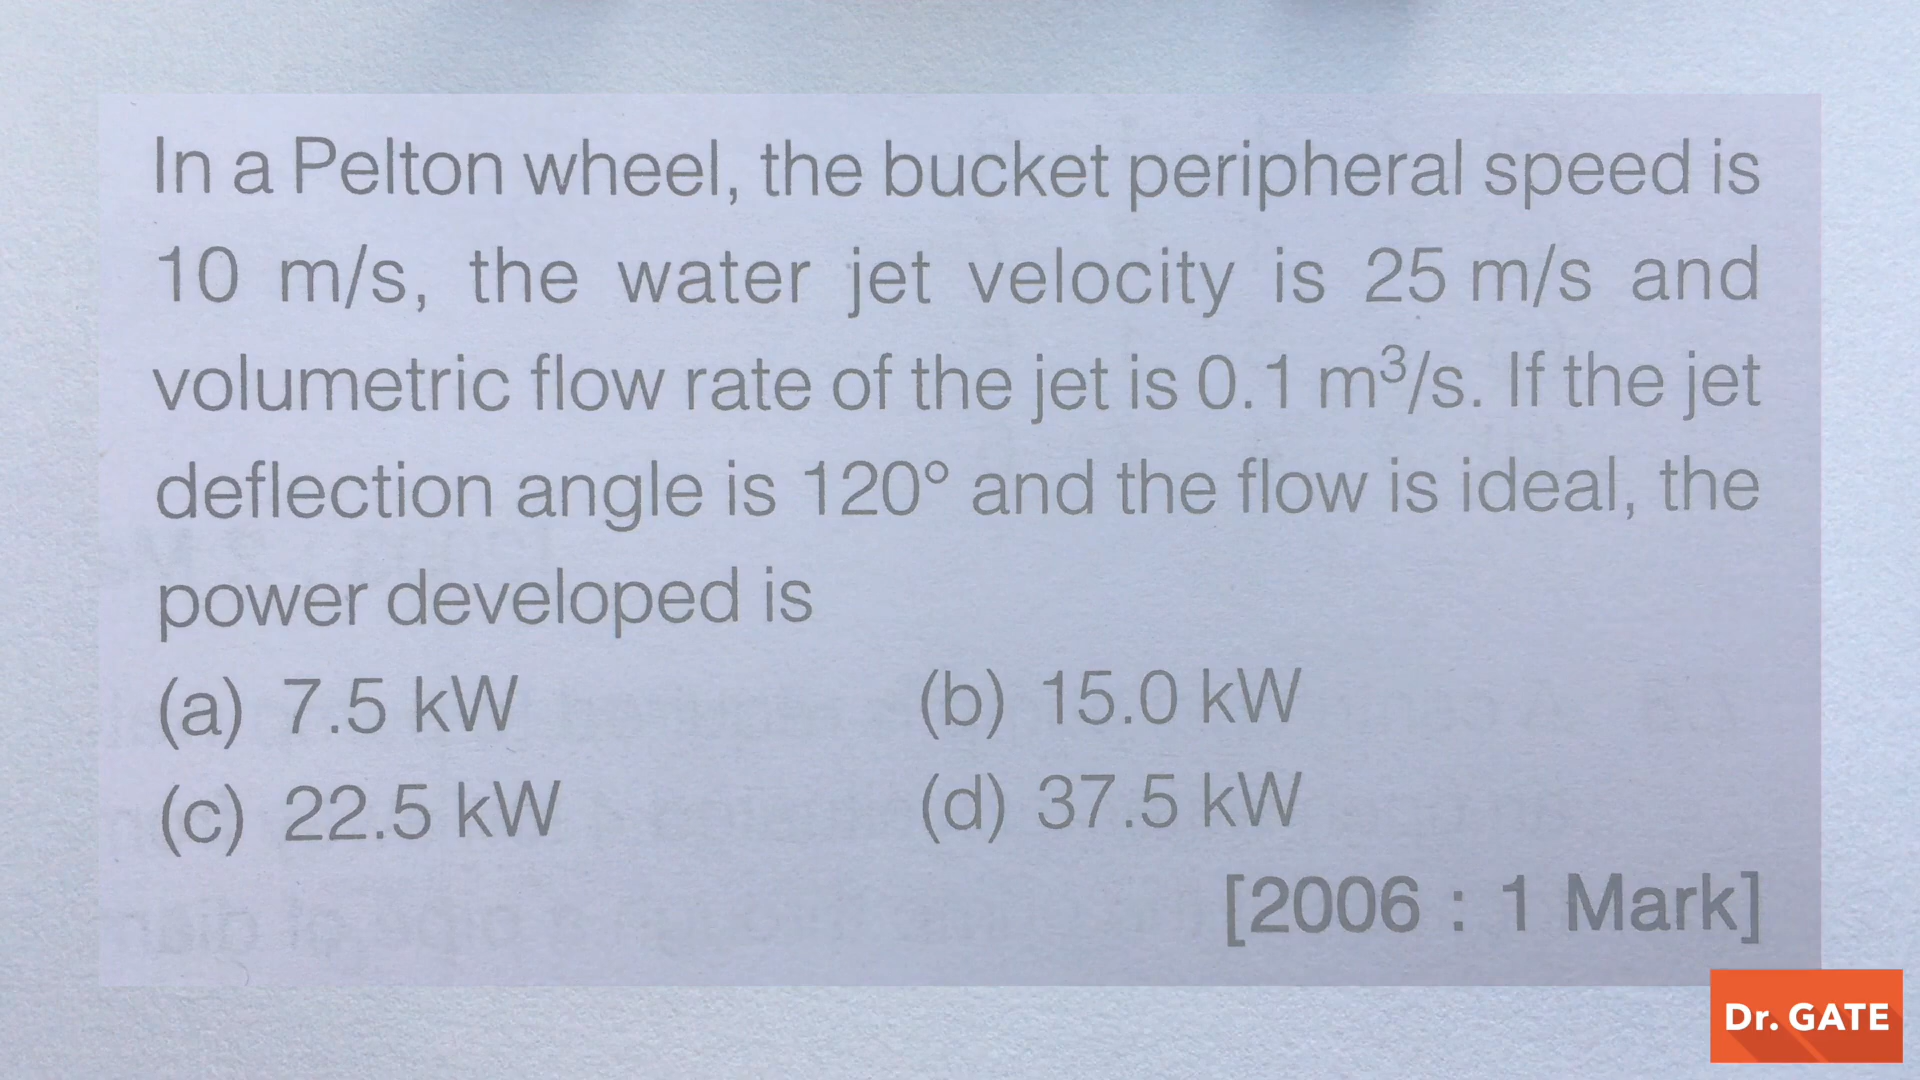 In a Pelton wheel, the bucket peripheral speed is
10 m/s, the water jet velocity is 25 m/s and
volumetric flow rate of the jet is 0.1 m³/s. If the jet
deflection angle is 120° and the flow is ideal, the
power developed is
(a) 7.5 kW (b) 15.0 kW
(c) 22.5 kW (d) 37.5 kW
[2006 : 1 Mark]
Dr. GATE